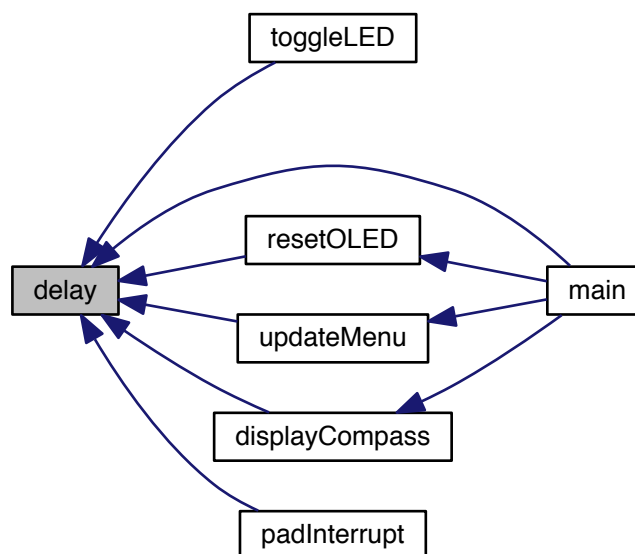 toggleLED
resetOLED
delay
main
updateMenu
displayCompass
padInterrupt